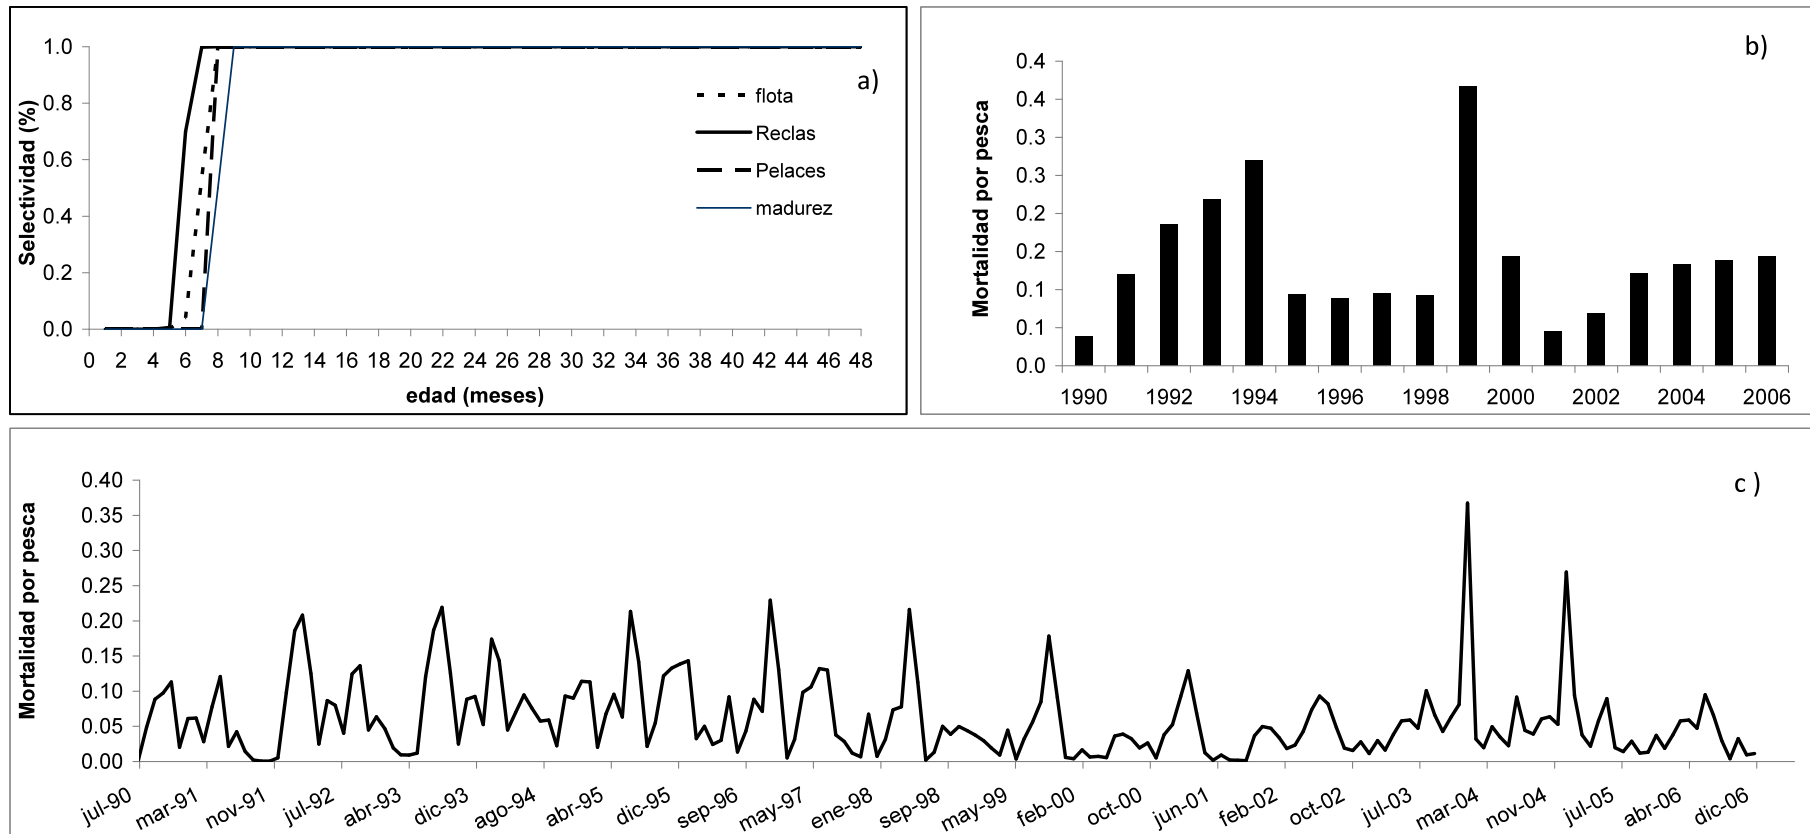 a)
Selectividad (%)
1.0
0.8
0.6
0.4
0.2
0.0
flota
Reclas
Pelaces
madurez
0 2 4 6 8 10 12 14 16 18 20 22 24 26 28 30 32 34 36 38 40 42 44 46 48
edad (meses)
b)
Mortalidad por pesca
0.4
0.4
0.3
0.3
0.2
0.2
0.1
0.1
0.0
1990 1992 1994 1996 1998 2000 2002 2004 2006
c )
Mortalidad por pesca
0.40
0.35
0.30
0.25
0.20
0.15
0.10
0.05
0.00
jul-90 mar-91 nov-91 jul-92 abr-93 dic-93 ago-94 abr-95 dic-95 sep-96 may-97 ene-98 sep-98 may-99 feb-00 oct-00 jun-01 feb-02 oct-02 jul-03 mar-04 nov-04 jul-05 abr-06 dic-06